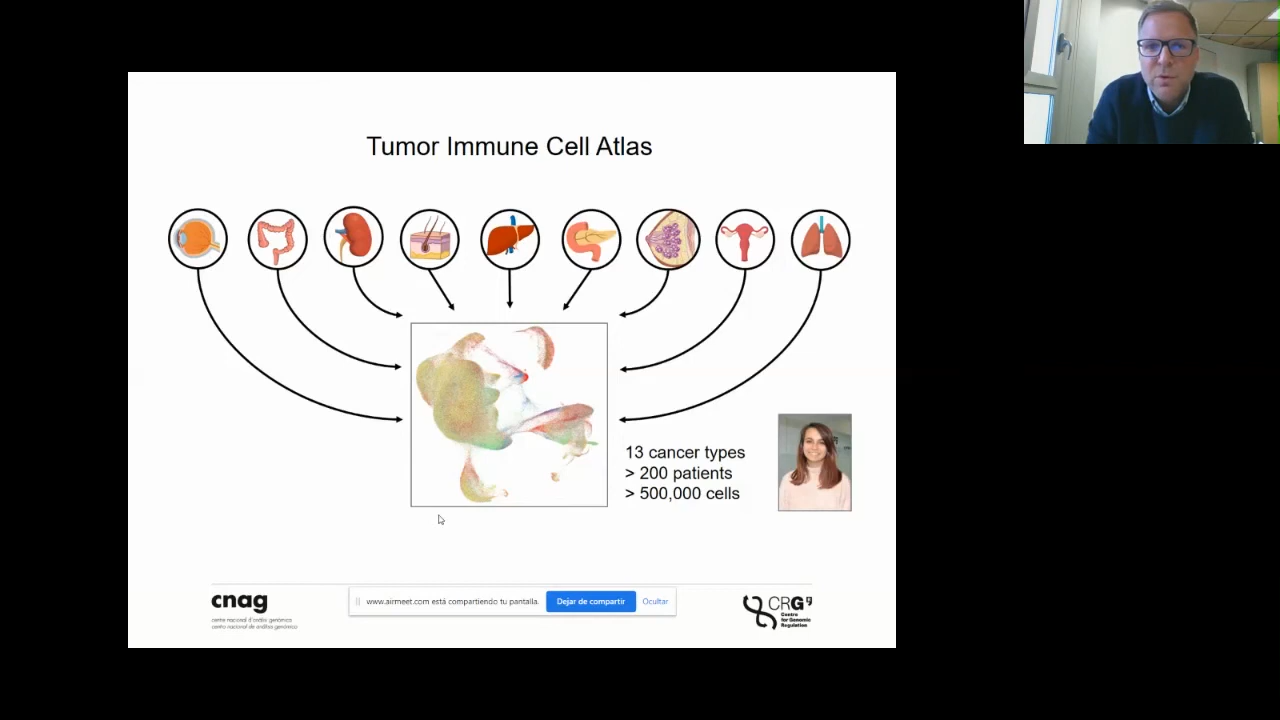 Tumor Immune Cell Atlas
13 cancer types
> 200 patients
> 500,000 cells
cnag
centre nacional d'anàlisi genòmica
centro nacional de análisis genómico
www.airmeet.com está compartiendo tu pantalla.
Dejar de compartir
Ocultar
CRG
Centre
for Genomic
Regulation